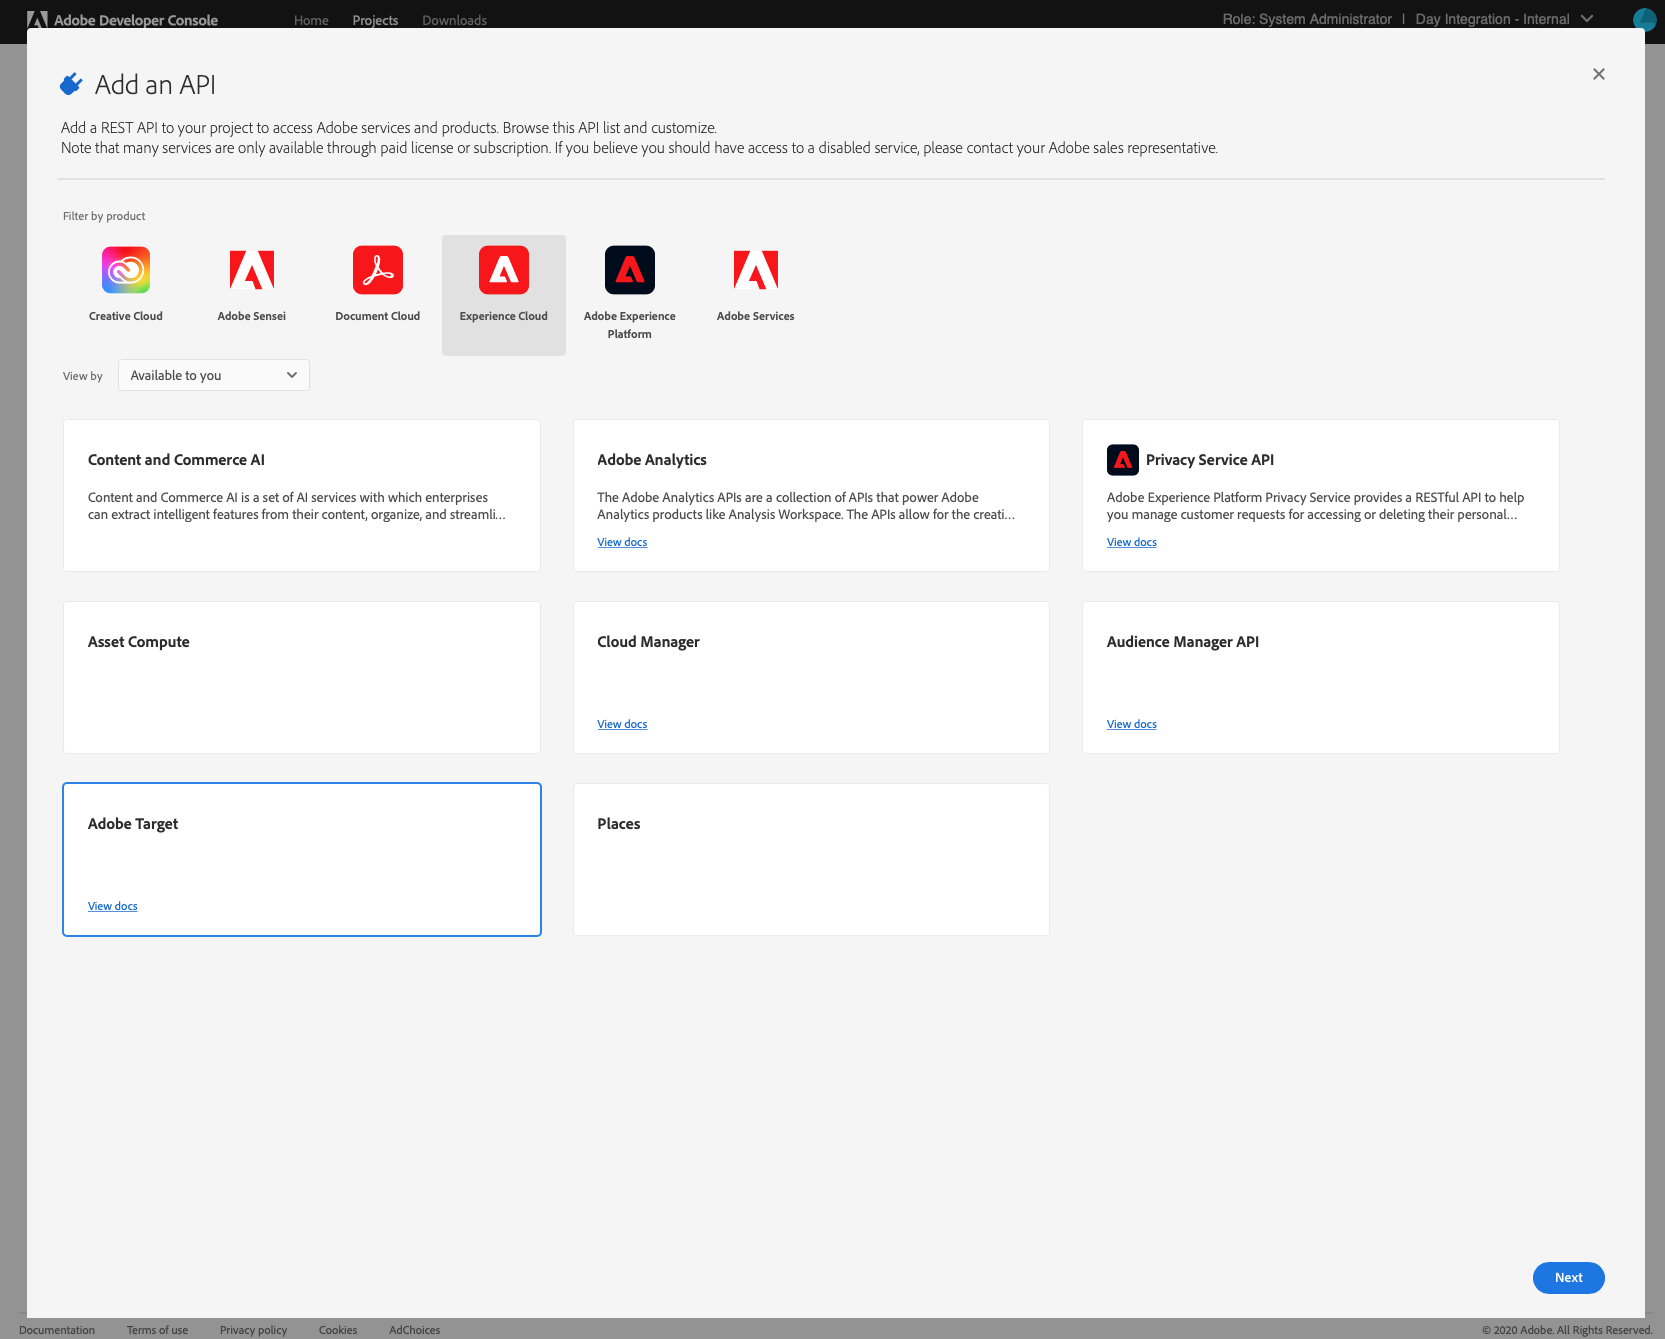 Adobe Developer Console
Home
Projects
Downloads
Role: System Administrator | Day Integration - Internal
Add an API
Add a REST API to your project to access Adobe services and products. Browse this API list and customize.
Note that many services are only available through paid license or subscription. If you believe you should have access to a disabled service, please contact your Adobe sales representative.
Filter by product
Creative Cloud
Adobe Sensei
Document Cloud
Experience Cloud
Adobe Experience
Platform
Adobe Services
View by
Available to you
Content and Commerce AI
Content and Commerce AI is a set of AI services with which enterprises
can extract intelligent features from their content, organize, and streamli...
Adobe Analytics
The Adobe Analytics APIs are a collection of APIs that power Adobe
Analytics products like Analysis Workspace. The APIs allow for the creati...
View docs
Privacy Service API
Adobe Experience Platform Privacy Service provides a RESTful API to help
you manage customer requests for accessing or deleting their personal...
View docs
Asset Compute
Cloud Manager
View docs
Audience Manager API
View docs
Adobe Target
View docs
Places
Next
Documentation
Terms of use
Privacy policy
Cookies
AdChoices
© 2020 Adobe. All Rights Reserved.